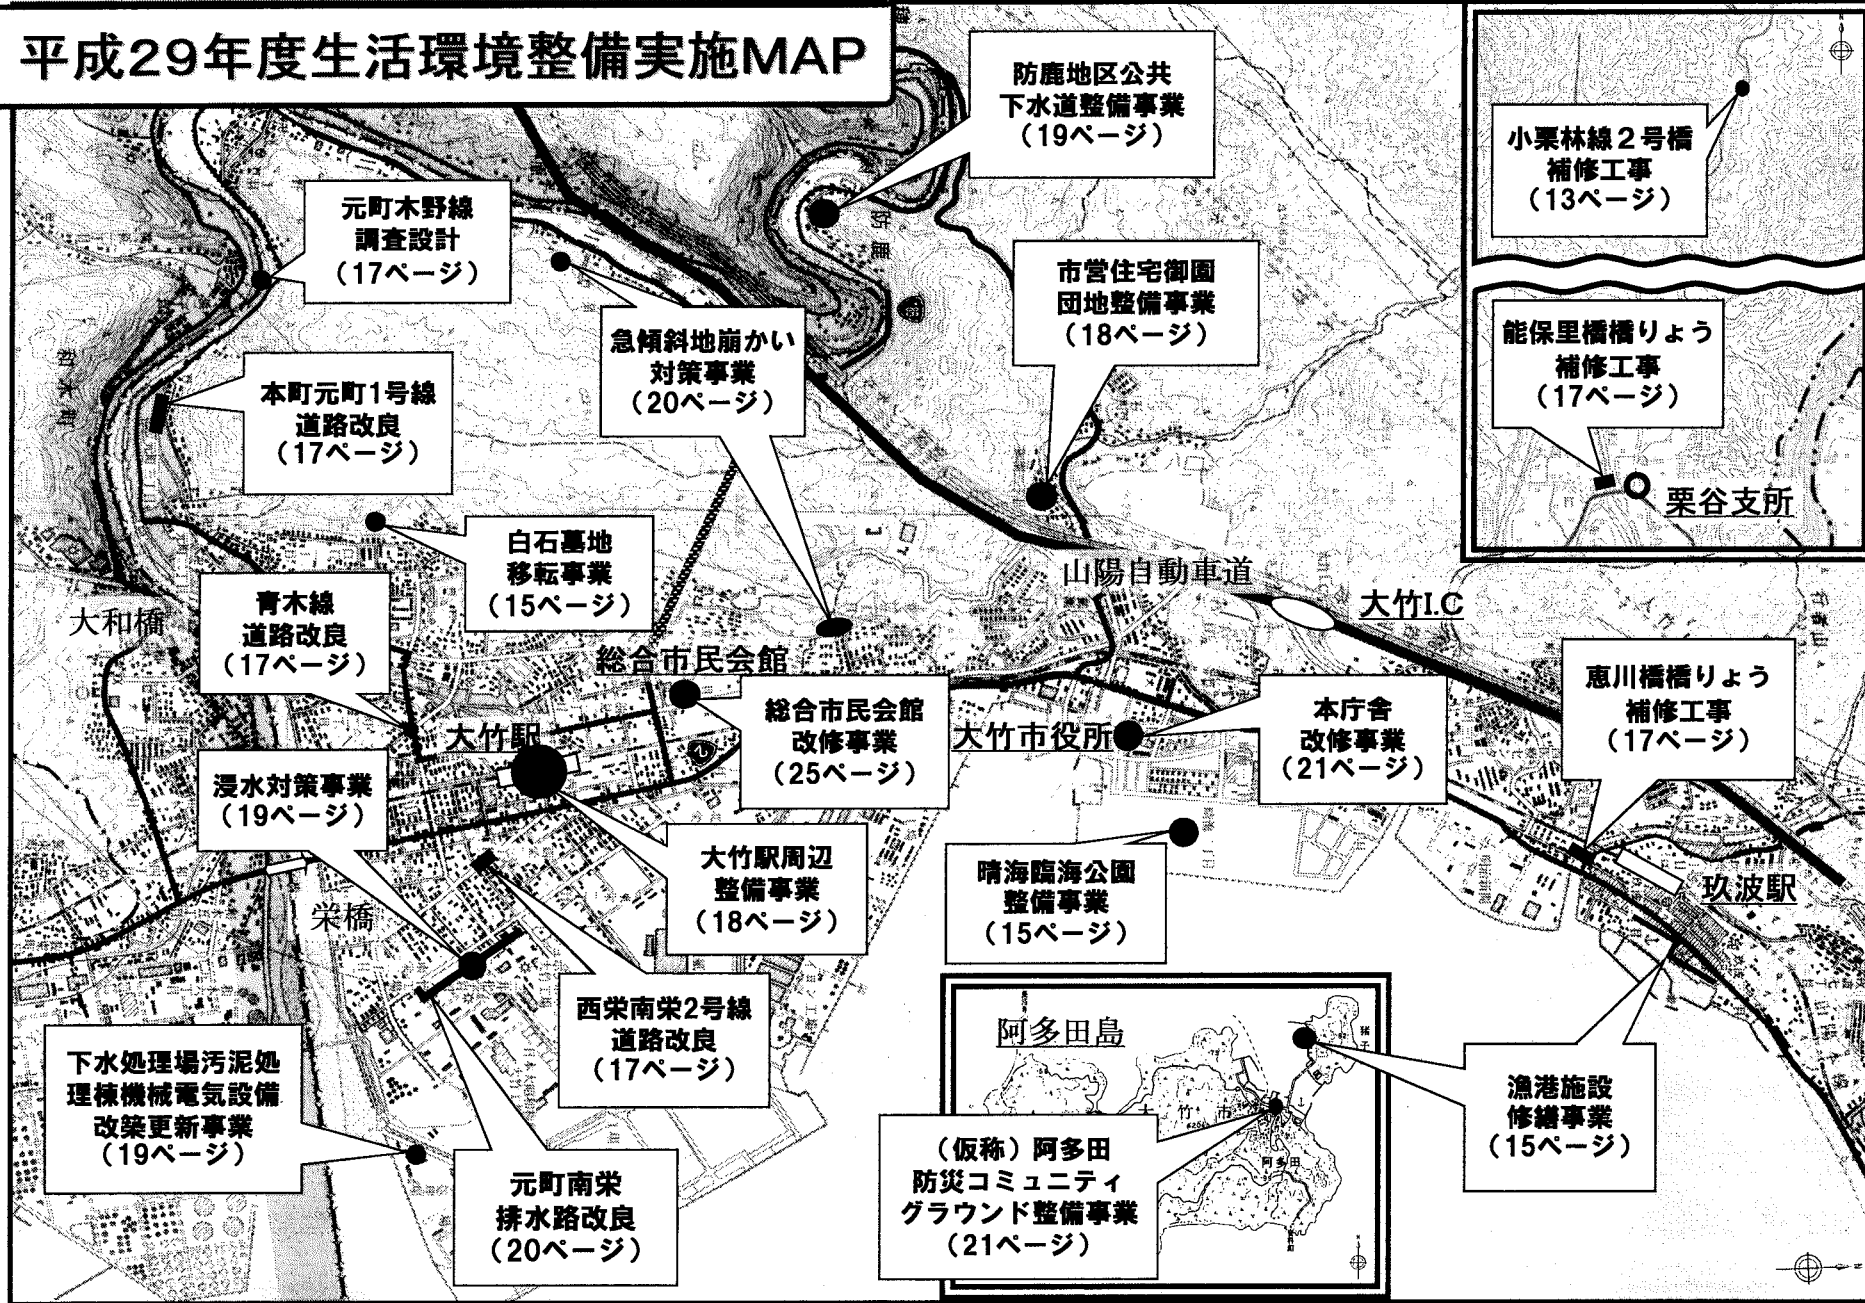 平成29年度生活環境整備実施MAP
防鹿地区公共
下水道整備事業
（19ページ）
小栗林線２号橋
補修工事
（13ページ）
元町木野線
調査設計
（17ページ）
防鹿
市営住宅御園
団地整備事業
（18ページ）
急傾斜地崩かい
対策事業
（20ページ）
能保里橋橋りょう
補修工事
（17ページ）
栗谷支所
本町元町1号線
道路改良
（17ページ）
白石墓地
移転事業
（15ページ）
山陽自動車道
大竹I.C
大和橋
青木線
道路改良
（17ページ）
総合市民会館
総合市民会館
改修事業
（25ページ）
大竹市役所
本庁舎
改修事業
（21ページ）
恵川橋橋りょう
補修工事
（17ページ）
大竹駅
浸水対策事業
（19ページ）
大竹駅周辺
整備事業
（18ページ）
晴海臨海公園
整備事業
（15ページ）
玖波駅
栄橋
西栄南栄2号線
道路改良
（17ページ）
下水処理場汚泥処
理棟機械電気設備
改築更新事業
（19ページ）
元町南栄
排水路改良
（20ページ）
阿多田島
大竹市
阿多田
（仮称）阿多田
防災コミュニティ
グラウンド整備事業
（21ページ）
漁港施設
修繕事業
（15ページ）